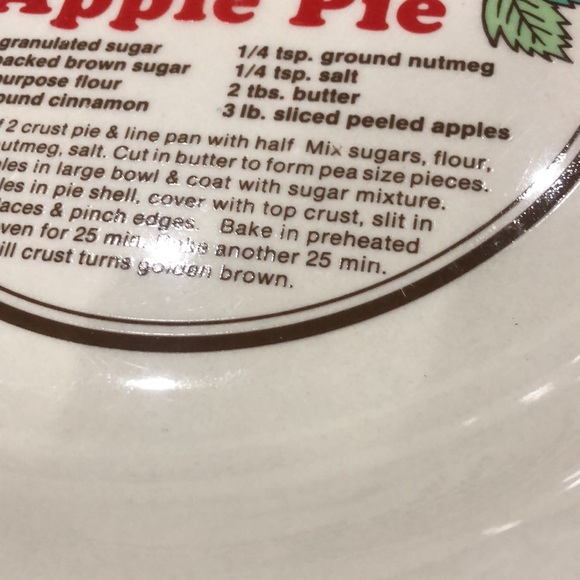 Apple Pie
granulated sugar
packed brown sugar
purpose flour
ground cinnamon
1/4 tsp. ground nutmeg
1/4 tsp. salt
2 tbs. butter
3 lb. sliced peeled apples
f 2 crust pie & line pan with half Mix sugars, flour,
nutmeg, salt. Cut in butter to form pea size pieces.
les in large bowl & coat with sugar mixture.
les in pie shell, cover with top crust, slit in
laces & pinch edges. Bake in preheated
ven for 25 min. another 25 min.
ill crust turns golden brown.